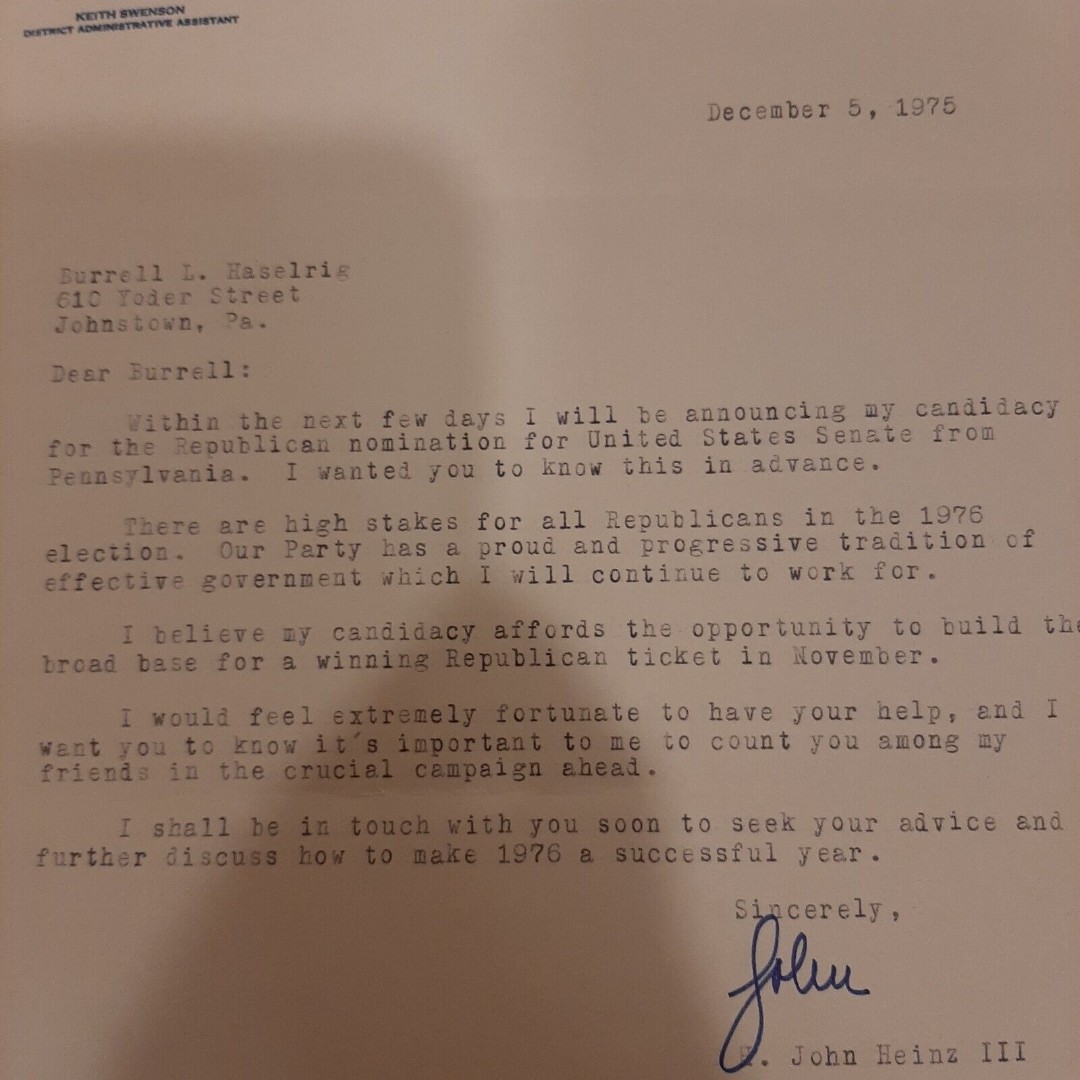 KEITH SWENSON
DISTRICT ADMINISTRATIVE ASSISTANT
December 5, 1975
Burrell L. Haselrig
610 Yoder Street
Johnstown, Pa.
Dear Burrell:
Within the next few days I will be announcing my candidacy
for the Republican nomination for United States Senate from
Pennsylvania. I wanted you to know this in advance.
There are high stakes for all Republicans in the 1976
election. Our Party has a proud and progressive tradition of
effective government which I will continue to work for.
I believe my candidacy affords the opportunity to build the
broad base for a winning Republican ticket in November.
I would feel extremely fortunate to have your help, and I
want you to know it's important to me to count you among my
friends in the crucial campaign ahead.
I shall be in touch with you soon to seek your advice and
further discuss how to make 1976 a successful year.
Sincerely,
John
H. John Heinz III